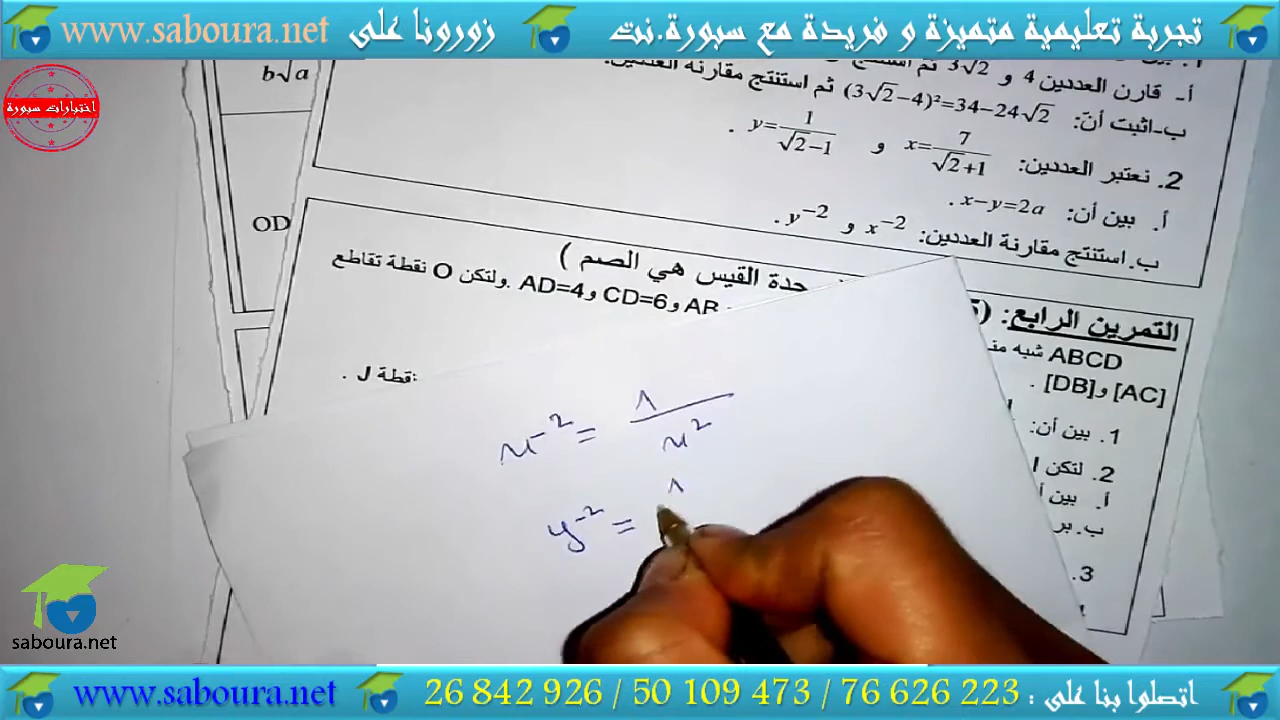 تجربة تعليمية متميزة و فريدة مع سبورة.نت زورونا على www.saboura.net
اختبارات سبورة
b√a
OD
أ- قارن العددين 4 و 3√2 ثم استنتج
ب-اثبت أنّ: (3√2−4)²=34−24√2 ثم استنتج مقارنة العددين:
2. نعتبر العددين: x=7/(√2+1) و y=1/(√2−1) .
أ. بين أن: x−y=2a .
ب. استنتج مقارنة العددين: x⁻² و y⁻² .
حدة القيس هي الصم )
التمرين الرابع: (
ABCD شبه
AB و CD=6 و AD=4 .ولتكن O نقطة تقاطع
[AC] و[DB] .
1. بين أن:
قطة J .
2. لتكن I
أ. بين
ب. بر
3.
x⁻² = 1/x²
y⁻² = 1
saboura.net
www.saboura.net اتصلوا بنا على : 26 842 926 / 50 109 473 / 76 626 223